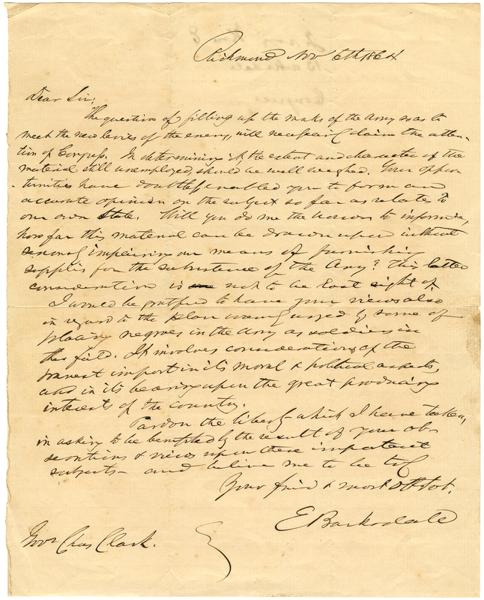 Richmond Nov 6th 1864
Dear Sir;
The question of filling up the ranks of the Army so as to
meet the new levies of the enemy, will necessarily claim the atten-
tion of Congress. In determining it the extent and character of the
material still unemployed, should be well weighed. Your oppor-
tunities have doubtless enabled you to form an
accurate opinion on the subject so far as relates to
our own State. Will you do me the kindness to inform me,
how far this material can be drawn upon without
seriously impairing our means of furnishing
supplies for the subsistence of the Army? This latter
consideration is not to be lost sight of
I would be gratified to have your views also
in regard to the plan now urged by some of
placing negroes in the Army as soldiers in
the field. It involves considerations of the
gravest import in its moral & political aspects,
and in its bearing upon the great producing
interest of the country.
Pardon the liberty which I have taken,
in asking to be benefited by the result of your ob-
servations & views upon these important
subjects and believe me to be
Your friend & most obt svt.
E Barksdale
Govr Chas Clark.